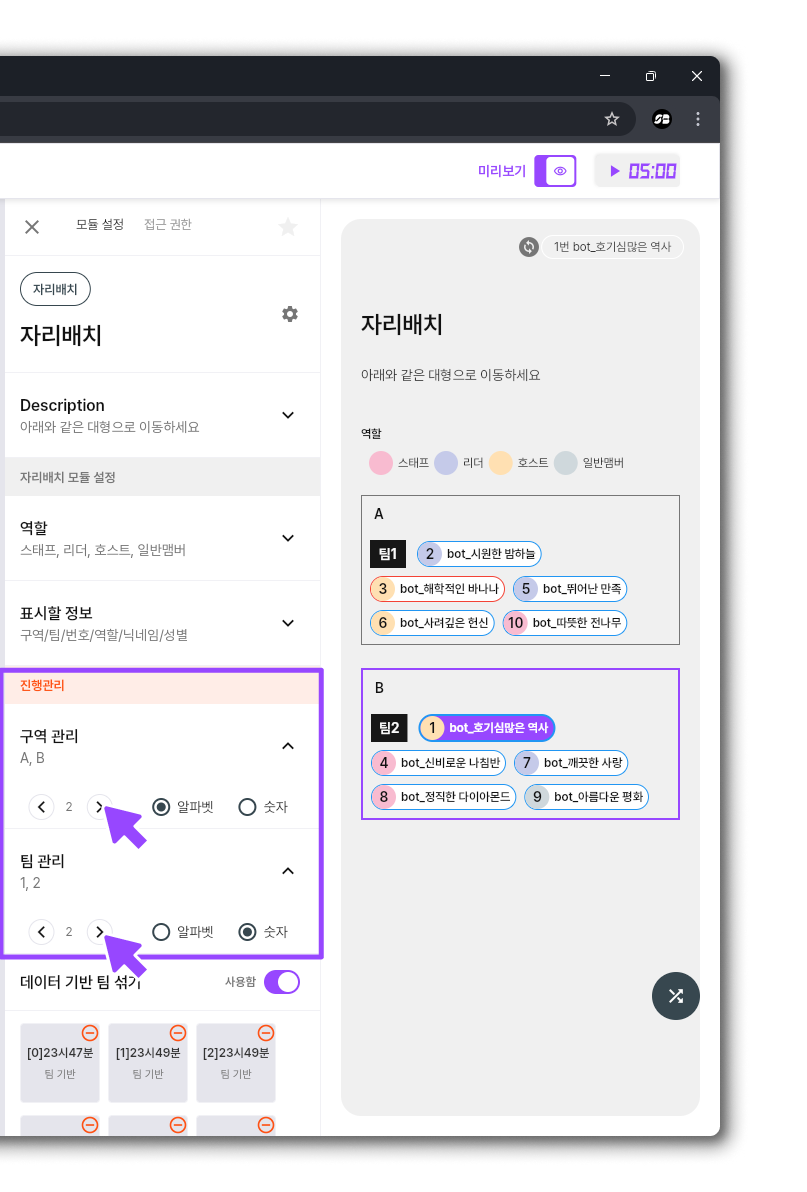 미리보기
05:00
모듈 설정 접근 권한
자리배치
자리배치
Description
아래와 같은 대형으로 이동하세요
자리배치 모듈 설정
역할
스태프, 리더, 호스트, 일반맴버
표시할 정보
구역/팀/번호/역할/닉네임/성별
진행관리
구역 관리
A, B
2 알파벳 숫자
팀 관리
1, 2
2 알파벳 숫자
데이터 기반 팀 섞기
사용함
[0]23시47분 [1]23시49분 [2]23시49분
팀 기반 팀 기반 팀 기반
1번 bot_호기심많은 역사
자리배치
아래와 같은 대형으로 이동하세요
역할
스태프 리더 호스트 일반맴버
A
팀1 2 bot_시원한 밤하늘
3 bot_해학적인 바나나 5 bot_뛰어난 만족
6 bot_사려깊은 헌신 10 bot_따뜻한 전나무
B
팀2 1 bot_호기심많은 역사
4 bot_신비로운 나침반 7 bot_깨끗한 사랑
8 bot_정직한 다이아몬드 9 bot_아름다운 평화